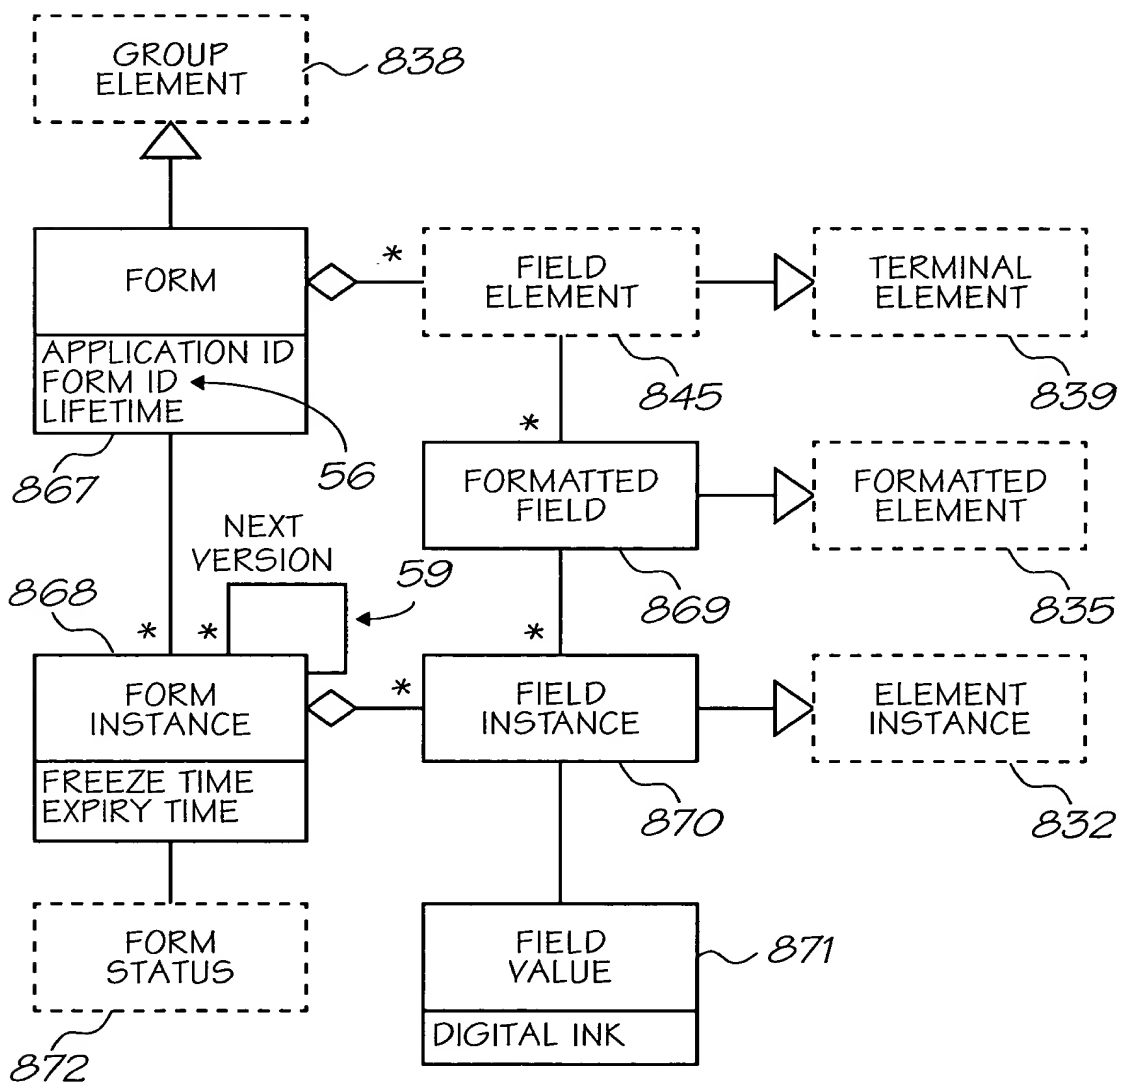 GROUP
ELEMENT
838
FORM
*
FIELD
ELEMENT
TERMINAL
ELEMENT
APPLICATION ID
FORM ID
LIFETIME
867
56
845
839
*
FORMATTED
FIELD
FORMATTED
ELEMENT
869
835
NEXT
VERSION
59
868
*
*
*
FORM
INSTANCE
*
FIELD
INSTANCE
ELEMENT
INSTANCE
FREEZE TIME
EXPIRY TIME
870
832
FORM
STATUS
872
FIELD
VALUE
871
DIGITAL INK